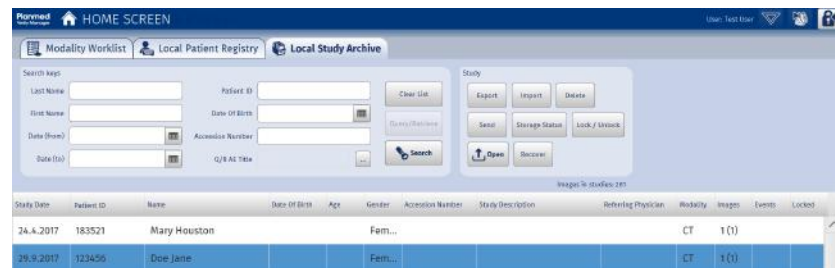 Planmed HOME SCREEN User: Test User
Verity Manager
Modality Worklist Local Patient Registry Local Study Archive
Search keys Study
Last Name Patient ID Clear List Export Import Delete
First Name Date Of Birth Query/Retrieve Send Storage Status Lock / Unlock
Date (from) Accession Number
Date (to) Q/R AE Title ... Search Open Recover
Images in studies: 281
Study Date Patient ID Name Date Of Birth Age Gender Accession Number Study Description Referring Physician Modality Images Events Locked
24.4.2017 183521 Mary Houston Fem... CT 1 (1)
29.9.2017 123456 Doe Jane Fem... CT 1 (1)